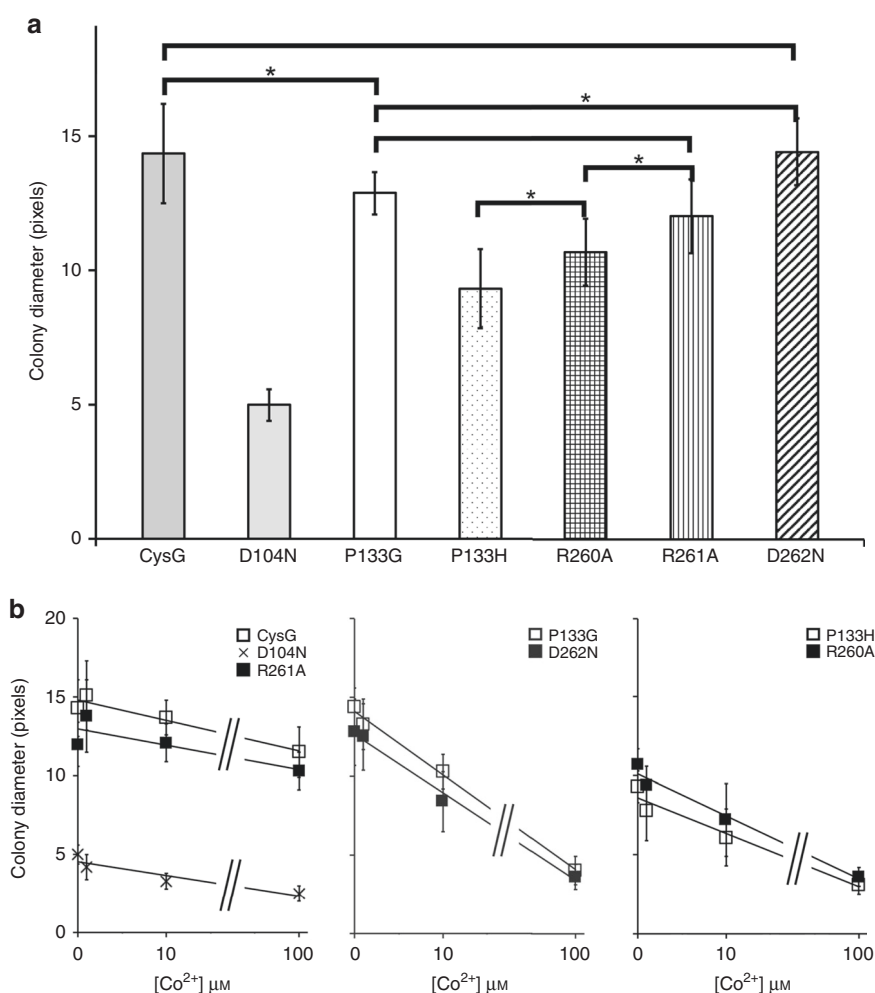 a
*
*
*
*
15
10
5
0
Colony diameter (pixels)
CysG D104N P133G P133H R260A R261A D262N
b
20
15
10
5
0
Colony diameter (pixels)
CysG
D104N
R261A
0 10 100
[Co2+] μM
P133G
D262N
0 10 100
[Co2+] μM
P133H
R260A
0 10 100
[Co2+] μM